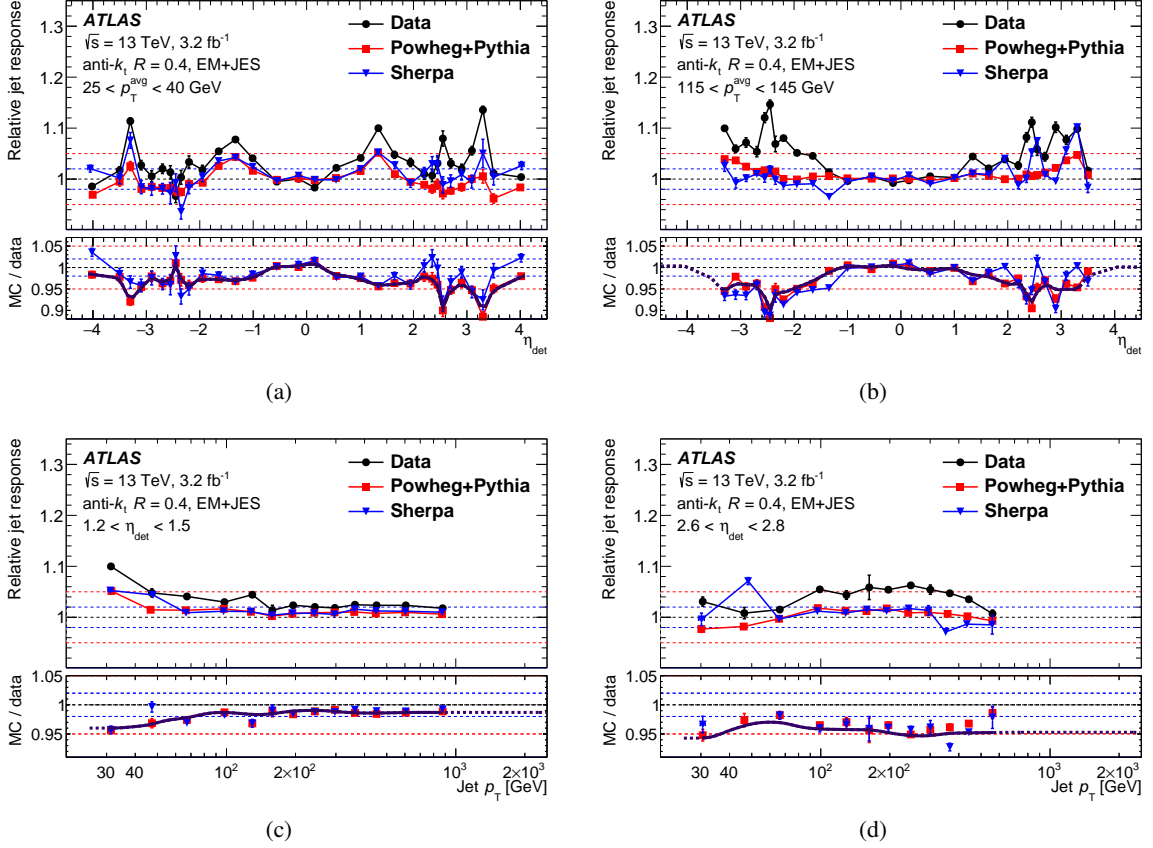 ATLAS
√s = 13 TeV, 3.2 fb⁻¹
anti-kₜ R = 0.4, EM+JES
25 < p_T^avg < 40 GeV
Data
Powheg+Pythia
Sherpa
Relative jet response
1.3
1.2
1.1
1
MC / data
1.05
1
0.95
0.9
−4 −3 −2 −1 0 1 2 3 4
η_det
(a)
ATLAS
√s = 13 TeV, 3.2 fb⁻¹
anti-kₜ R = 0.4, EM+JES
115 < p_T^avg < 145 GeV
Data
Powheg+Pythia
Sherpa
Relative jet response
1.3
1.2
1.1
1
MC / data
1.05
1
0.95
0.9
−4 −3 −2 −1 0 1 2 3 4
η_det
(b)
ATLAS
√s = 13 TeV, 3.2 fb⁻¹
anti-kₜ R = 0.4, EM+JES
1.2 < η_det < 1.5
Data
Powheg+Pythia
Sherpa
Relative jet response
1.3
1.2
1.1
1
MC / data
1.05
1
0.95
30 40 10² 2×10² 10³ 2×10³
Jet p_T [GeV]
(c)
ATLAS
√s = 13 TeV, 3.2 fb⁻¹
anti-kₜ R = 0.4, EM+JES
2.6 < η_det < 2.8
Data
Powheg+Pythia
Sherpa
Relative jet response
1.3
1.2
1.1
1
MC / data
1.05
1
0.95
30 40 10² 2×10² 10³ 2×10³
Jet p_T [GeV]
(d)